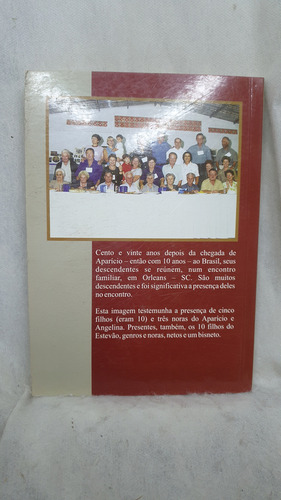 Cento e vinte anos depois da chegada de
Aparício – então com 10 anos – ao Brasil, seus
descendentes se reúnem, num encontro
familiar, em Orleans – SC. São muitos
descendentes e foi significativa a presença deles
no encontro.
Esta imagem testemunha a presença de cinco
filhos (eram 10) e três noras do Aparício e
Angelina. Presentes, também, os 10 filhos do
Estevão, genros e noras, netos e um bisneto.